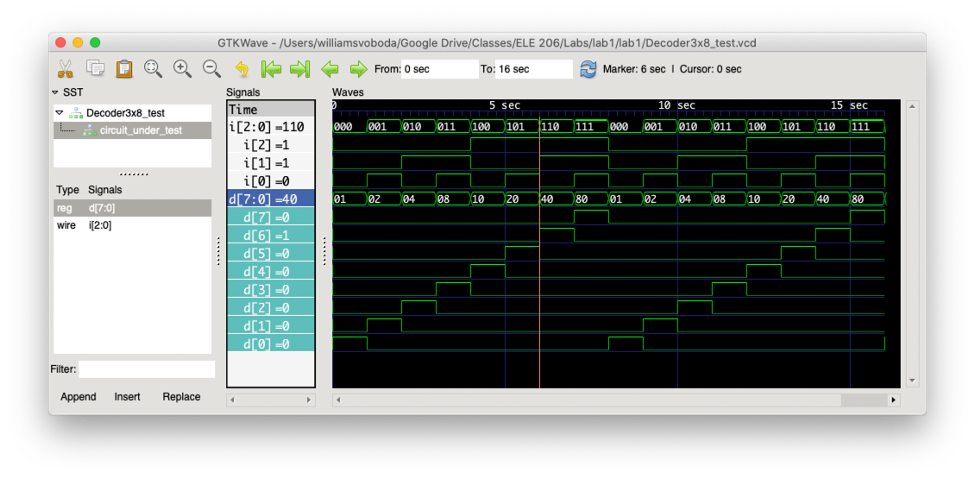 GTKWave - /Users/williamsvoboda/Google Drive/Classes/ELE 206/Labs/lab1/lab1/Decoder3x8_test.vcd
From: 0 sec To: 16 sec Marker: 6 sec | Cursor: 0 sec
SST
Decoder3x8_test
circuit_under_test
Type Signals
reg d[7:0]
wire i[2:0]
Filter:
Append Insert Replace
Signals
Time
i[2:0] =110
i[2] =1
i[1] =1
i[0] =0
d[7:0] =40
d[7] =0
d[6] =1
d[5] =0
d[4] =0
d[3] =0
d[2] =0
d[1] =0
d[0] =0
Waves
0 5 sec 10 sec 15 sec
000 001 010 011 100 101 110 111 000 001 010 011 100 101 110 111
01 02 04 08 10 20 40 80 01 02 04 08 10 20 40 80